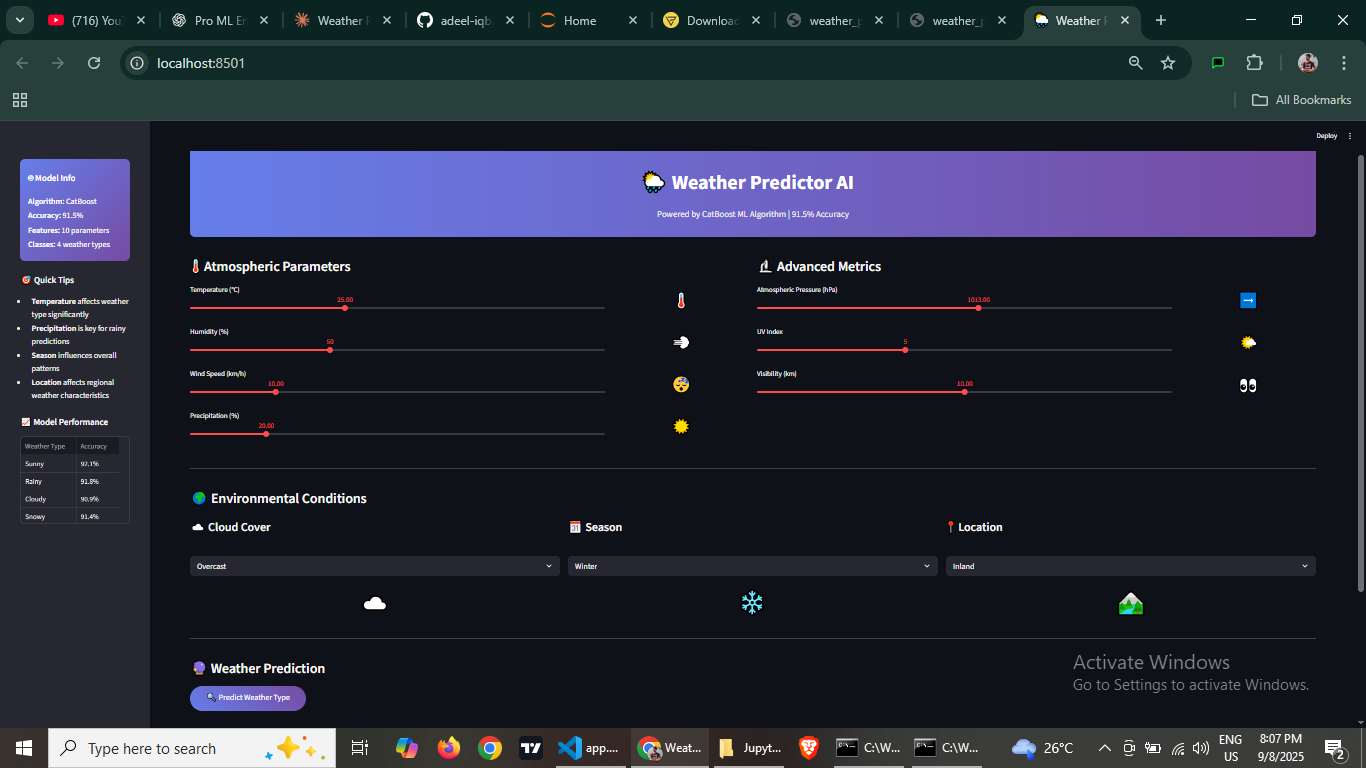 (716) You
Pro ML En
Weather F
adeel-iqb
Home
Download
weather_p
weather_p
Weather P
localhost:8501
All Bookmarks
Deploy
Model Info
Algorithm: CatBoost
Accuracy: 91.5%
Features: 10 parameters
Classes: 4 weather types
Quick Tips
Temperature affects weather
type significantly
Precipitation is key for rainy
predictions
Season influences overall
patterns
Location affects regional
weather characteristics
Model Performance
Weather Type Accuracy
Sunny 92.1%
Rainy 91.8%
Cloudy 90.9%
Snowy 91.4%
Weather Predictor AI
Powered by CatBoost ML Algorithm | 91.5% Accuracy
Atmospheric Parameters
Temperature (°C)
25.00
Humidity (%)
50
Wind Speed (km/h)
10.00
Precipitation (%)
20.00
Advanced Metrics
Atmospheric Pressure (hPa)
1013.00
UV Index
5
Visibility (km)
10.00
Environmental Conditions
Cloud Cover
Season
Location
Overcast
Winter
Inland
Weather Prediction
Predict Weather Type
Activate Windows
Go to Settings to activate Windows.
Type here to search
app....
Weat...
Jupyt...
C:\W...
C:\W...
26°C
ENG
US
8:07 PM
9/8/2025
2